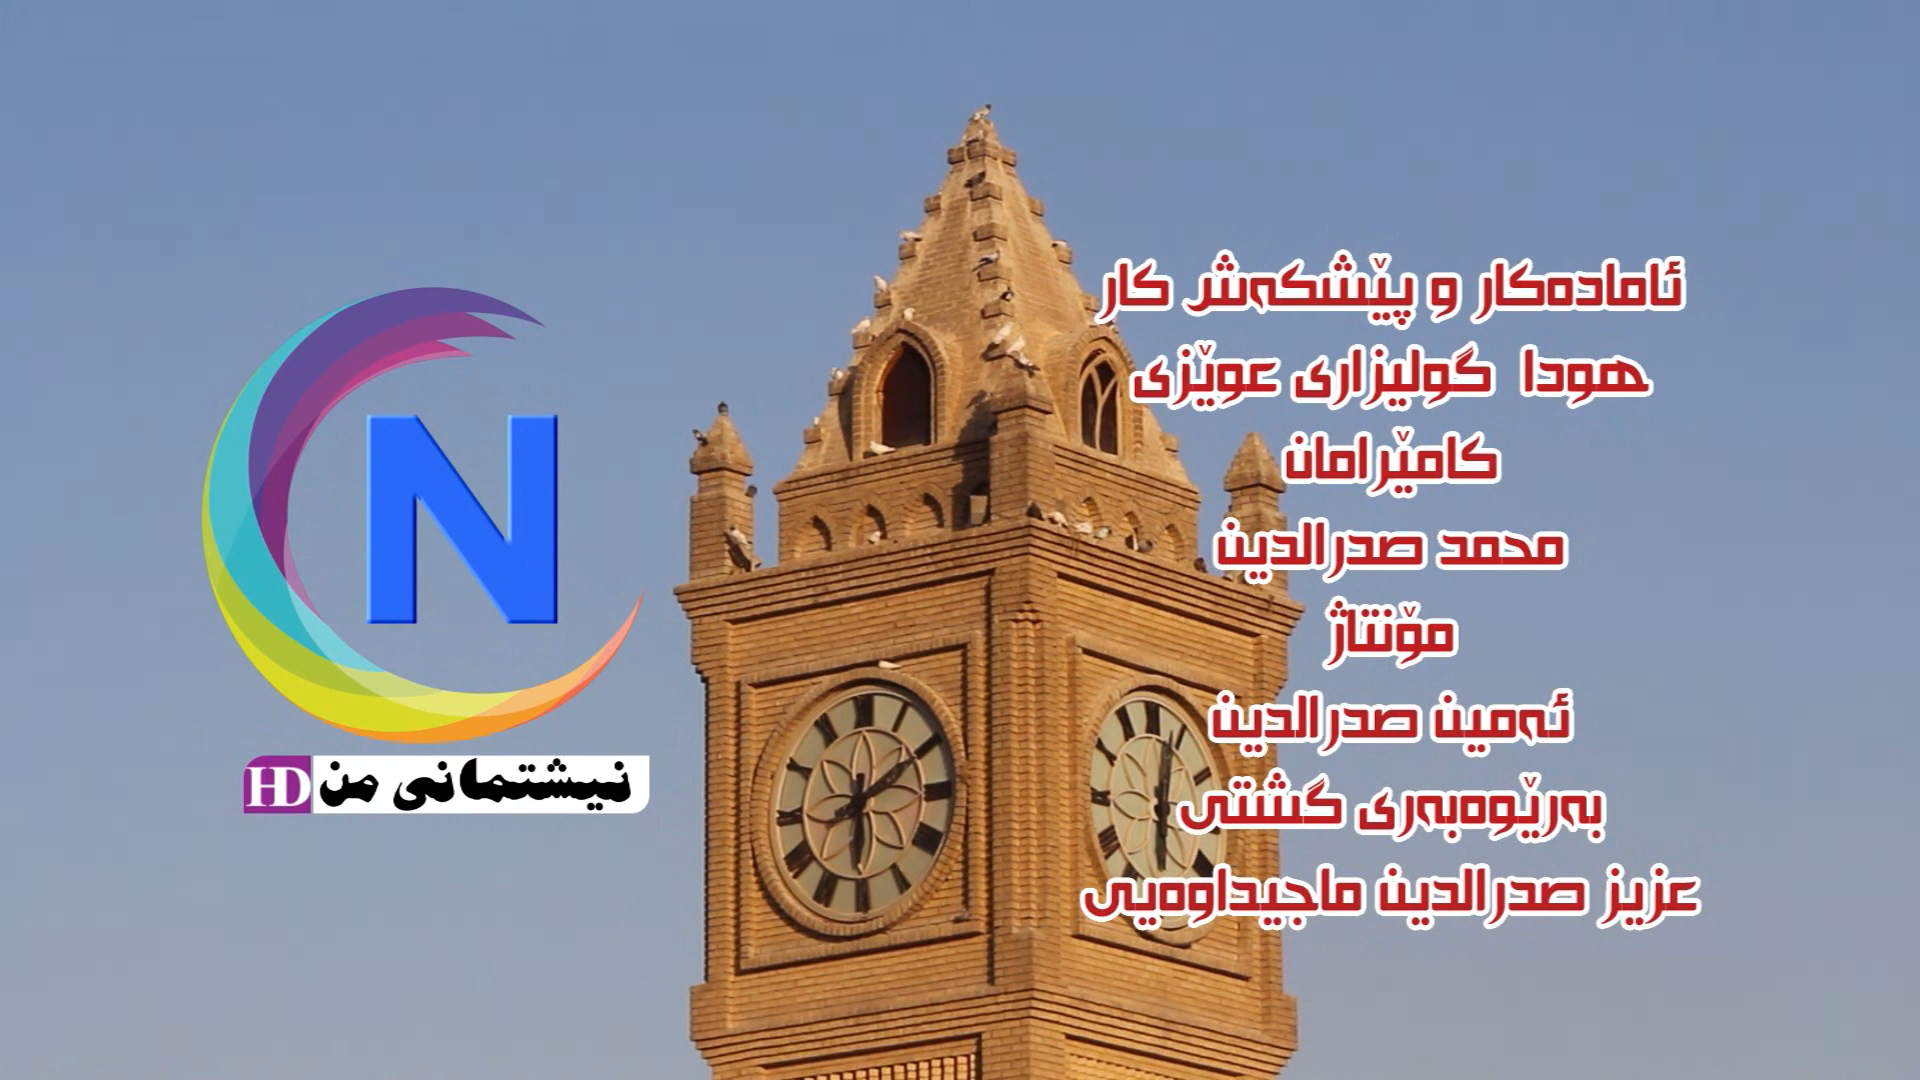 N
HD نیشتمانی من
ئامادەکار و پێشکەش کار
هودا گولیزاری عوێزی
کامێرامان
محمد صدرالدین
مۆنتاژ
ئەمین صدرالدین
بەرێوەبەری گشتی
عزیز صدرالدین ماجیداوەیی